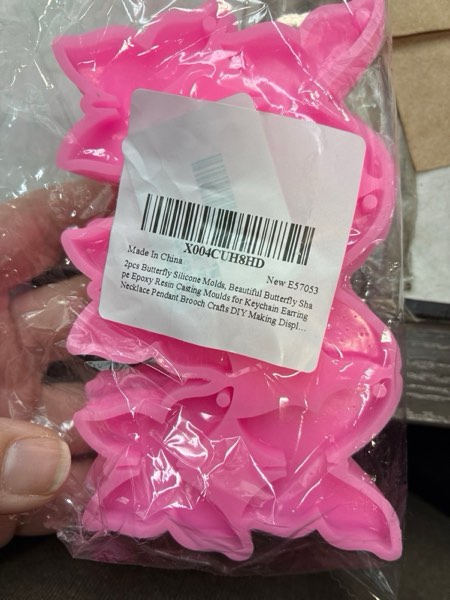 X004CUH8HD
Made In China
New E57053
2pcs Butterfly Silicone Molds, Beautiful Butterfly Sha
pe Epoxy Resin Casting Moulds for Keychain Earring
Necklace Pendant Brooch Crafts DIY Making Displ...